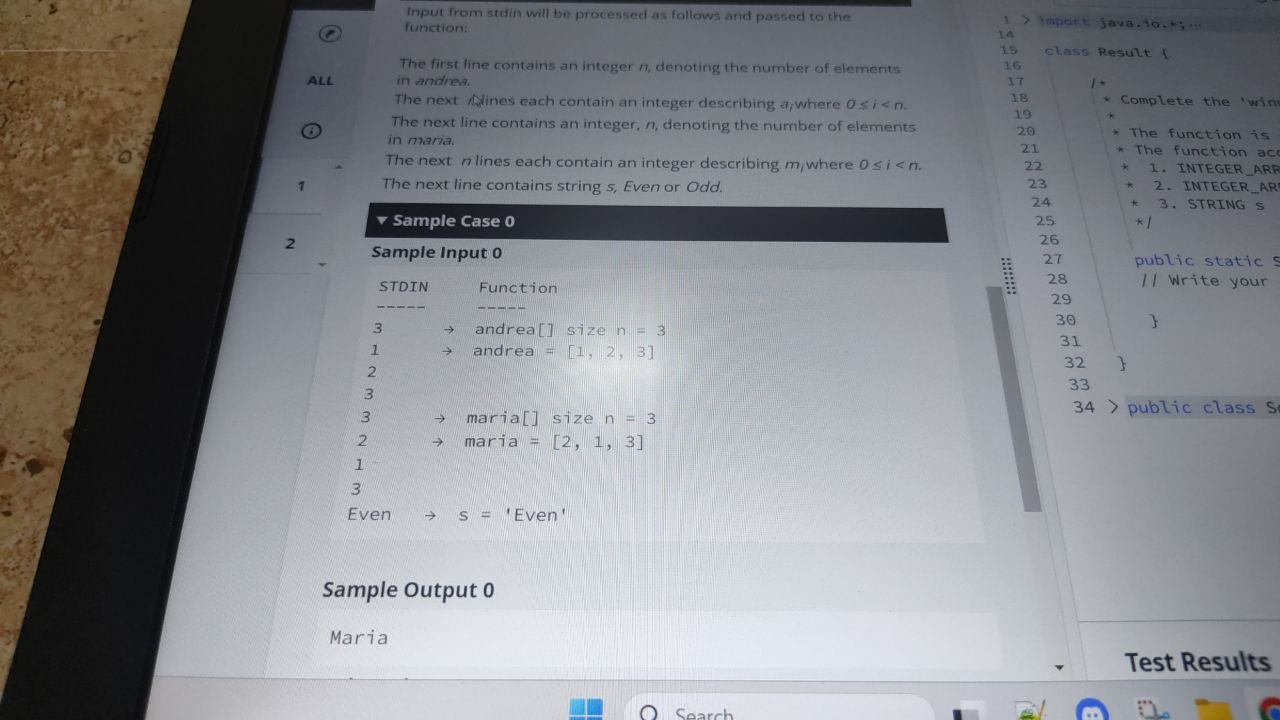 Input from stdin will be processed as follows and passed to the
function:
The first line contains an integer n, denoting the number of elements
in andrea.
The next n lines each contain an integer describing aᵢ where 0 ≤ i < n.
The next line contains an integer, n, denoting the number of elements
in maria.
The next n lines each contain an integer describing mᵢ where 0 ≤ i < n.
The next line contains string s, Even or Odd.
ALL
1
2
▼ Sample Case 0
Sample Input 0
STDIN Function
----- -----
3 → andrea[] size n = 3
1 → andrea = [1, 2, 3]
2
3
3 → maria[] size n = 3
2 → maria = [2, 1, 3]
1
3
Even → s = 'Even'
Sample Output 0
Maria
1 > import java.io.*;...
14
15 class Result {
16
17 /*
18 * Complete the 'win
19 *
20 * The function is
21 * The function acc
22 * 1. INTEGER_ARR
23 * 2. INTEGER_AR
24 * 3. STRING s
25 */
26
27 public static S
28 // Write your
29
30 }
31
32 }
33
34 > public class So
Test Results
Search